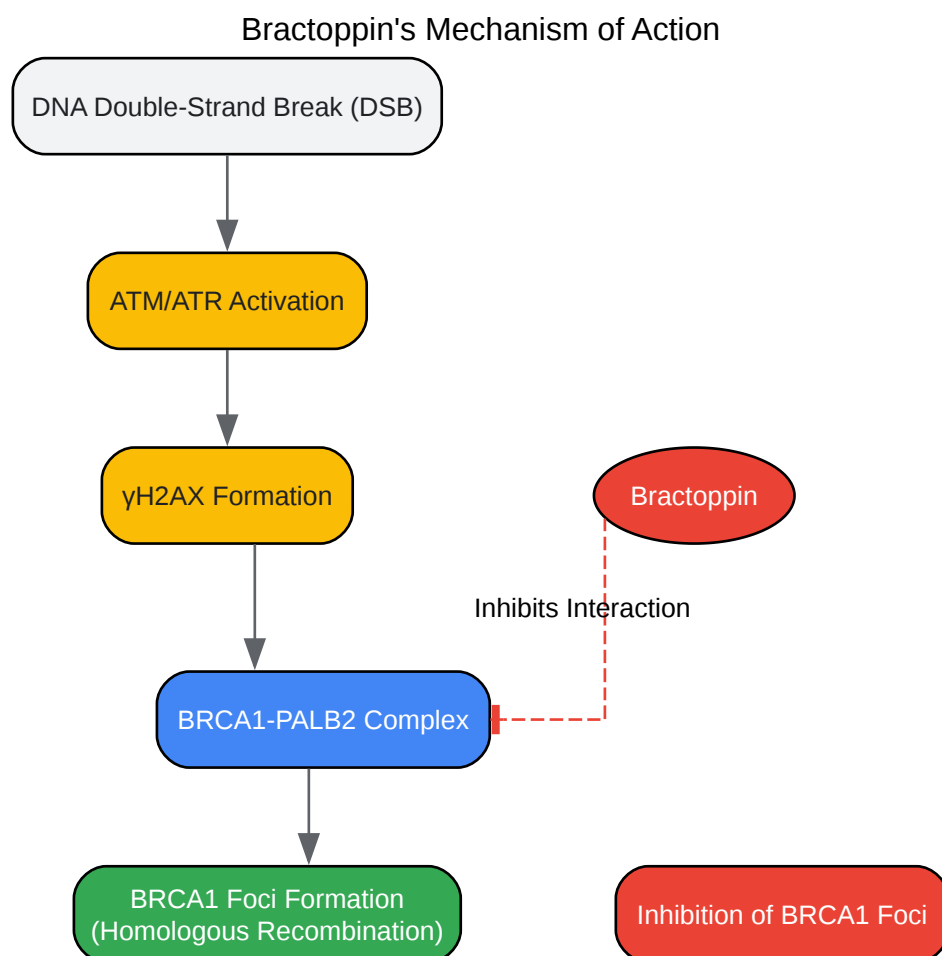 Bractoppin's Mechanism of Action
DNA Double-Strand Break (DSB)
ATM/ATR Activation
γH2AX Formation
Bractoppin
Inhibits Interaction
BRCA1-PALB2 Complex
BRCA1 Foci Formation
(Homologous Recombination)
Inhibition of BRCA1 Foci